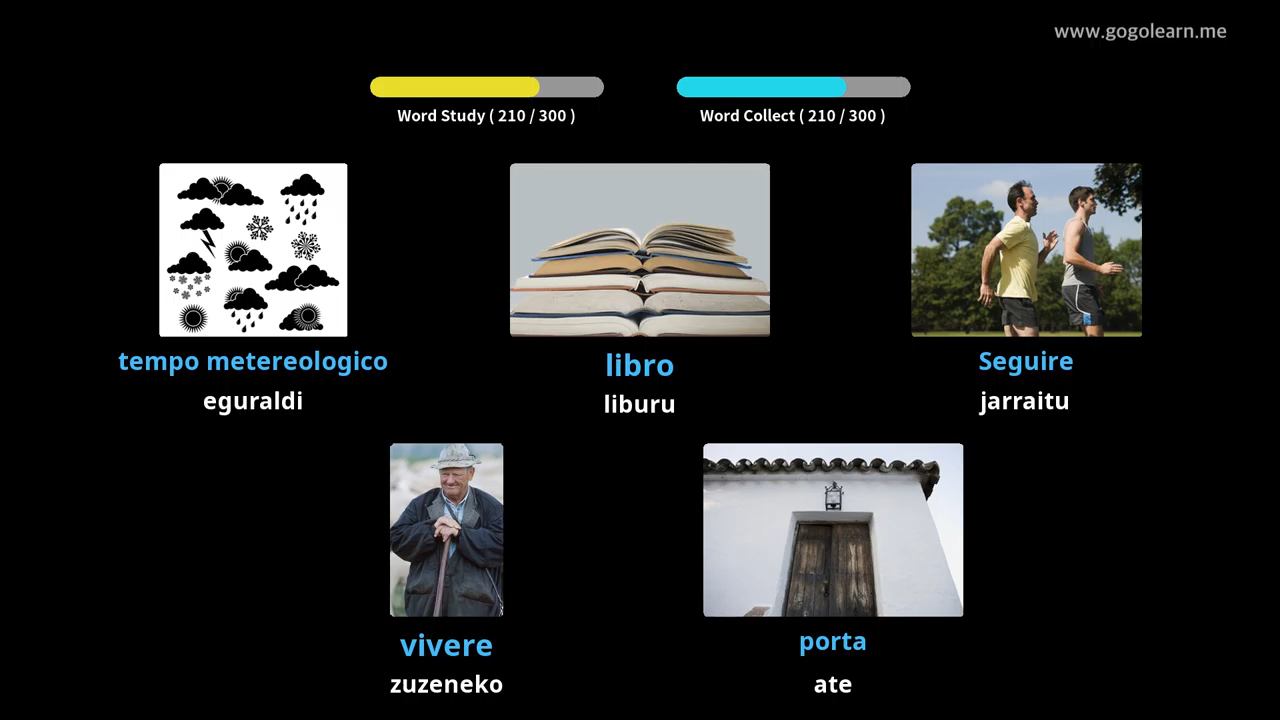 www.gogolearn.me
Word Study ( 210 / 300 )
Word Collect ( 210 / 300 )
tempo metereologico
eguraldi
libro
liburu
Seguire
jarraitu
vivere
zuzeneko
porta
ate